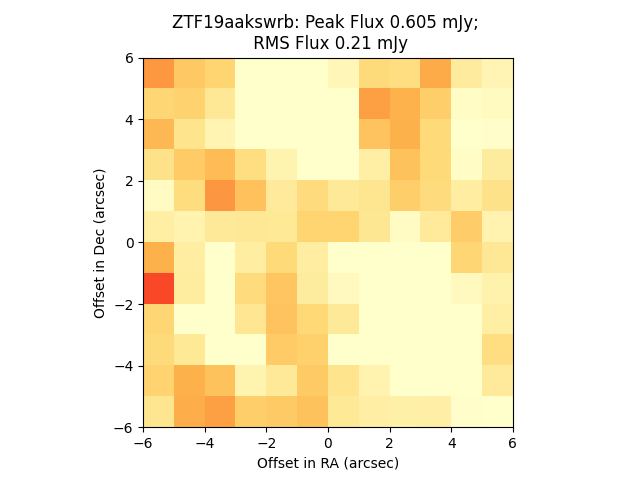 ZTF19aakswrb: Peak Flux 0.605 mJy;
RMS Flux 0.21 mJy
6
4
2
0
−2
−4
−6
Offset in Dec (arcsec)
−6 −4 −2 0 2 4 6
Offset in RA (arcsec)